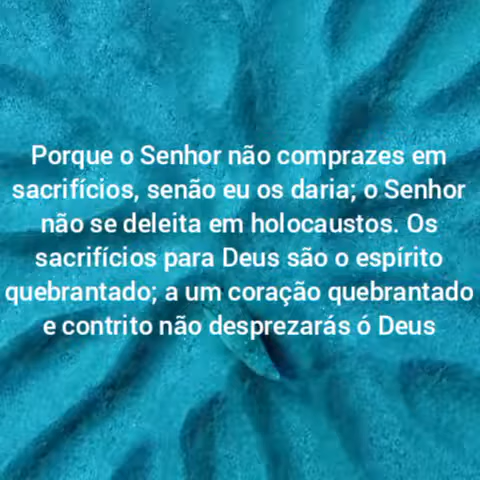 Porque o Senhor não comprazes em
sacrifícios, senão eu os daria; o Senhor
não se deleita em holocaustos. Os
sacrifícios para Deus são o espírito
quebrantado; a um coração quebrantado
e contrito não desprezarás ó Deus